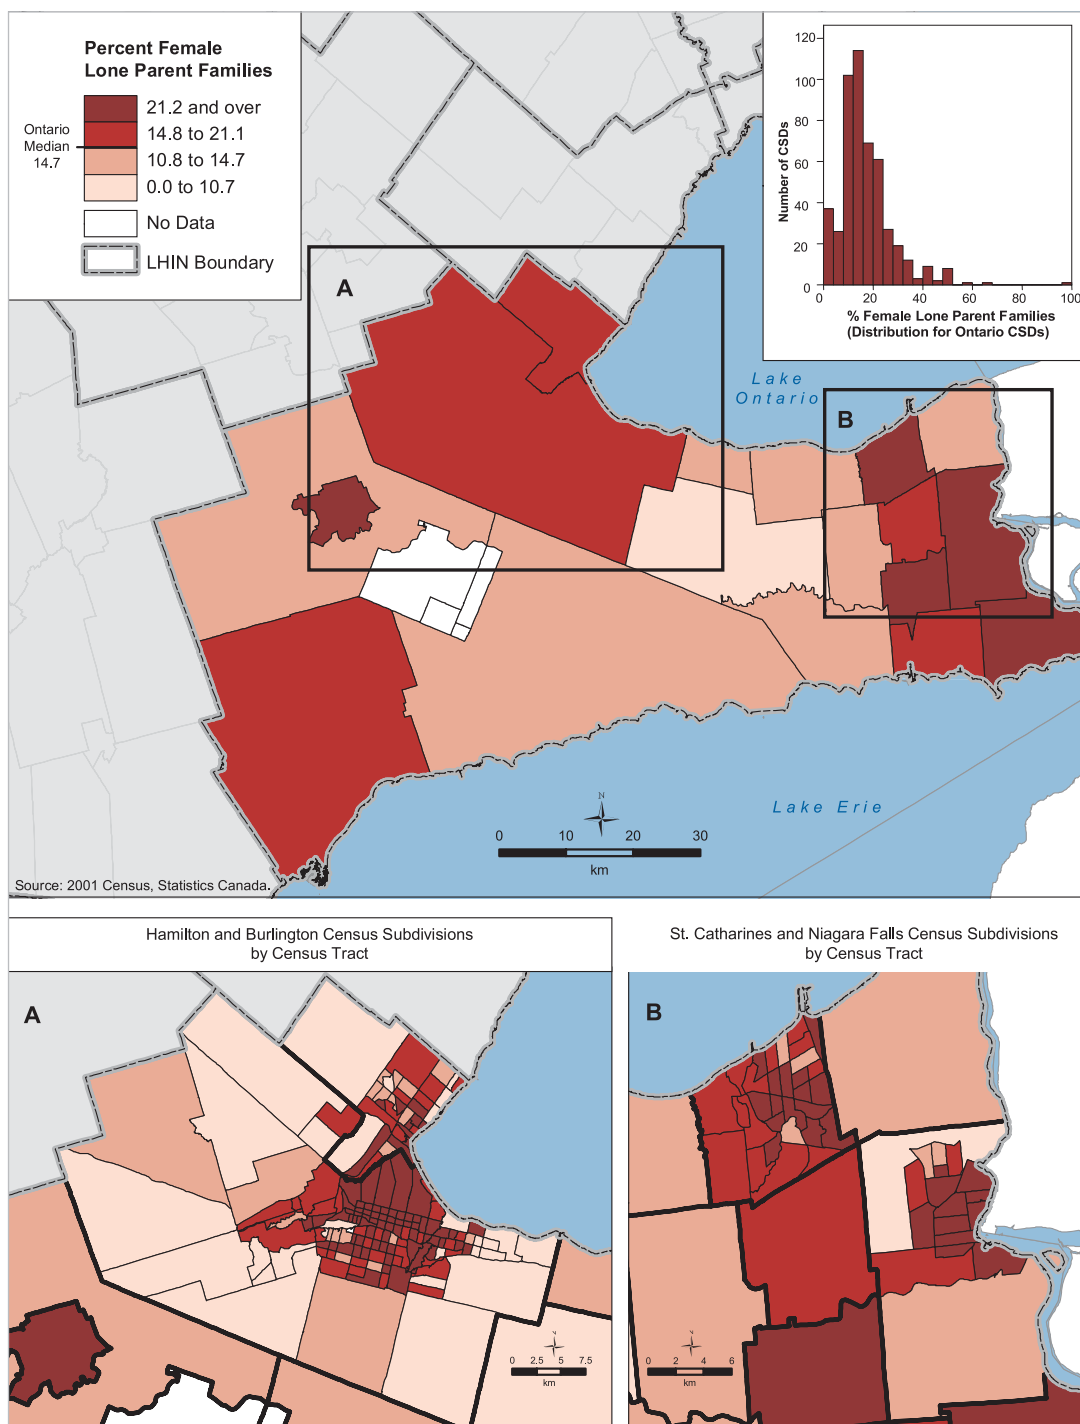 Percent Female
Lone Parent Families
21.2 and over
14.8 to 21.1
10.8 to 14.7
0.0 to 10.7
Ontario
Median
14.7
No Data
LHIN Boundary
120
100
80
60
40
20
0
Number of CSDs
0 20 40 60 80 100
% Female Lone Parent Families
(Distribution for Ontario CSDs)
A
B
Lake
Ontario
Lake Erie
N
0 10 20 30
km
Source: 2001 Census, Statistics Canada.
Hamilton and Burlington Census Subdivisions
by Census Tract
A
N
0 2.5 5 7.5
km
St. Catharines and Niagara Falls Census Subdivisions
by Census Tract
B
N
0 2 4 6
km